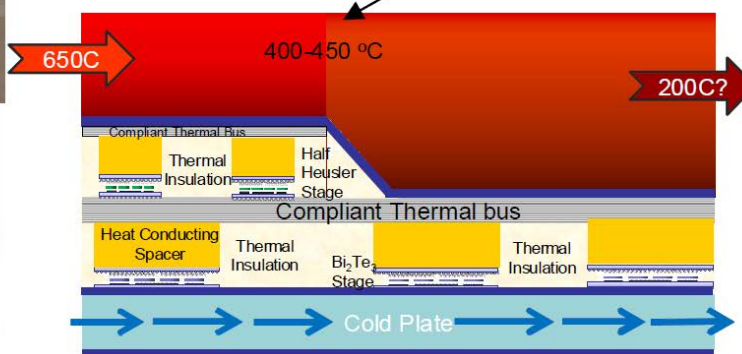 650C
400-450 °C
200C?
Compliant Thermal Bus
Thermal
Insulation
Half
Heusler
Stage
Compliant Thermal bus
Heat Conducting
Spacer
Thermal
Insulation
Bi₂Te₃
Stage
Thermal
Insulation
Cold Plate